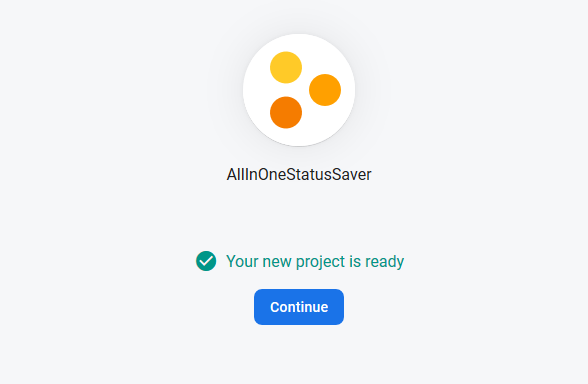 AllInOneStatusSaver
Your new project is ready
Continue